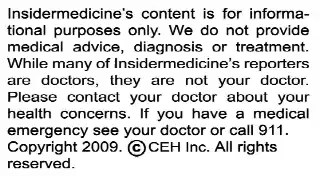 Insidermedicine's content is for informa-
tional purposes only. We do not provide
medical advice, diagnosis or treatment.
While many of Insidermedicine's reporters
are doctors, they are not your doctor.
Please contact your doctor about your
health concerns. If you have a medical
emergency see your doctor or call 911.
Copyright 2009. ©CEH Inc. All rights
reserved.